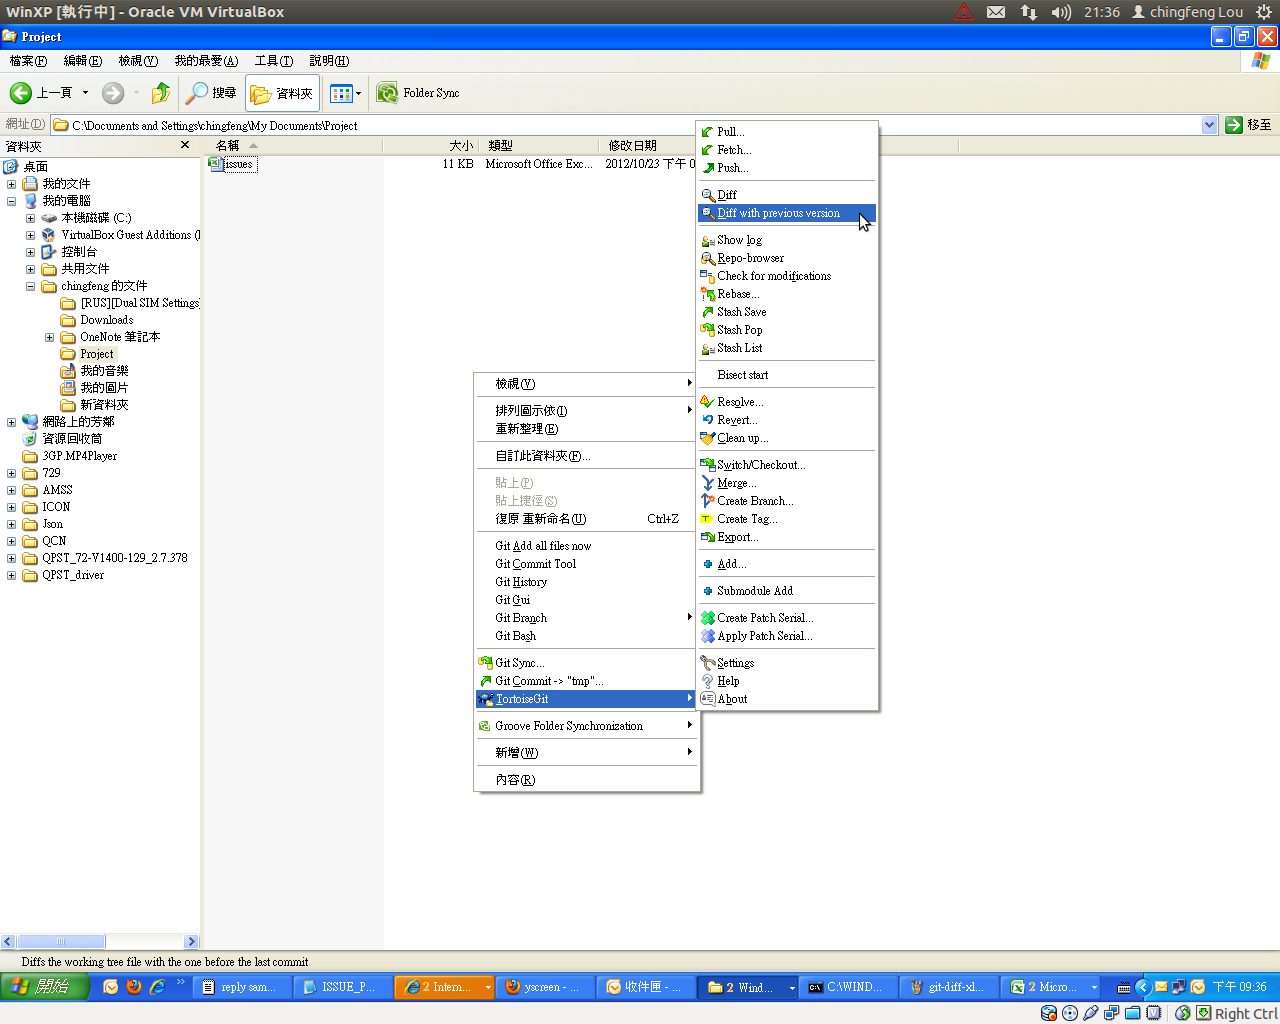 WinXP [執行中] - Oracle VM VirtualBox
21:36
chingfeng Lou
Project
檔案(F)
編輯(E)
檢視(V)
我的最愛(A)
工具(T)
說明(H)
上一頁
搜尋
資料夾
Folder Sync
網址(D)
C:\Documents and Settings\chingfeng\My Documents\Project
移至
資料夾
名稱
大小
類型
修改日期
issues
11 KB
Microsoft Office Exc...
2012/10/23 下午 0
桌面
我的文件
我的電腦
本機磁碟 (C:)
VirtualBox Guest Additions (
控制台
共用文件
chingfeng 的文件
[RUS][Dual SIM Settings
Downloads
OneNote 筆記本
Project
我的音樂
我的圖片
新資料夾
網路上的芳鄰
資源回收筒
3GP.MP4Player
729
AMSS
ICON
Json
QCN
QPST_72-V1400-129_2.7.378
QPST_driver
檢視(V)
排列圖示依(I)
重新整理(E)
自訂此資料夾(F)...
貼上(P)
貼上捷徑(S)
復原 重新命名(U)
Ctrl+Z
Git Add all files now
Git Commit Tool
Git History
Git Gui
Git Branch
Git Bash
Git Sync...
Git Commit -> "tmp"...
TortoiseGit
Groove Folder Synchronization
新增(W)
內容(R)
Pull...
Fetch...
Push...
Diff
Diff with previous version
Show log
Repo-browser
Check for modifications
Rebase...
Stash Save
Stash Pop
Stash List
Bisect start
Resolve...
Revert...
Clean up...
Switch/Checkout...
Merge...
Create Branch...
Create Tag...
Export...
Add...
Submodule Add
Create Patch Serial...
Apply Patch Serial...
Settings
Help
About
Diffs the working tree file with the one before the last commit
開始
reply sam...
ISSUE_P...
2 Intern...
yscreen - ...
收件匣 - ...
2 Wind...
C:\WIND...
git-diff-xl...
2 Micro...
下午 09:36
Right Ctrl